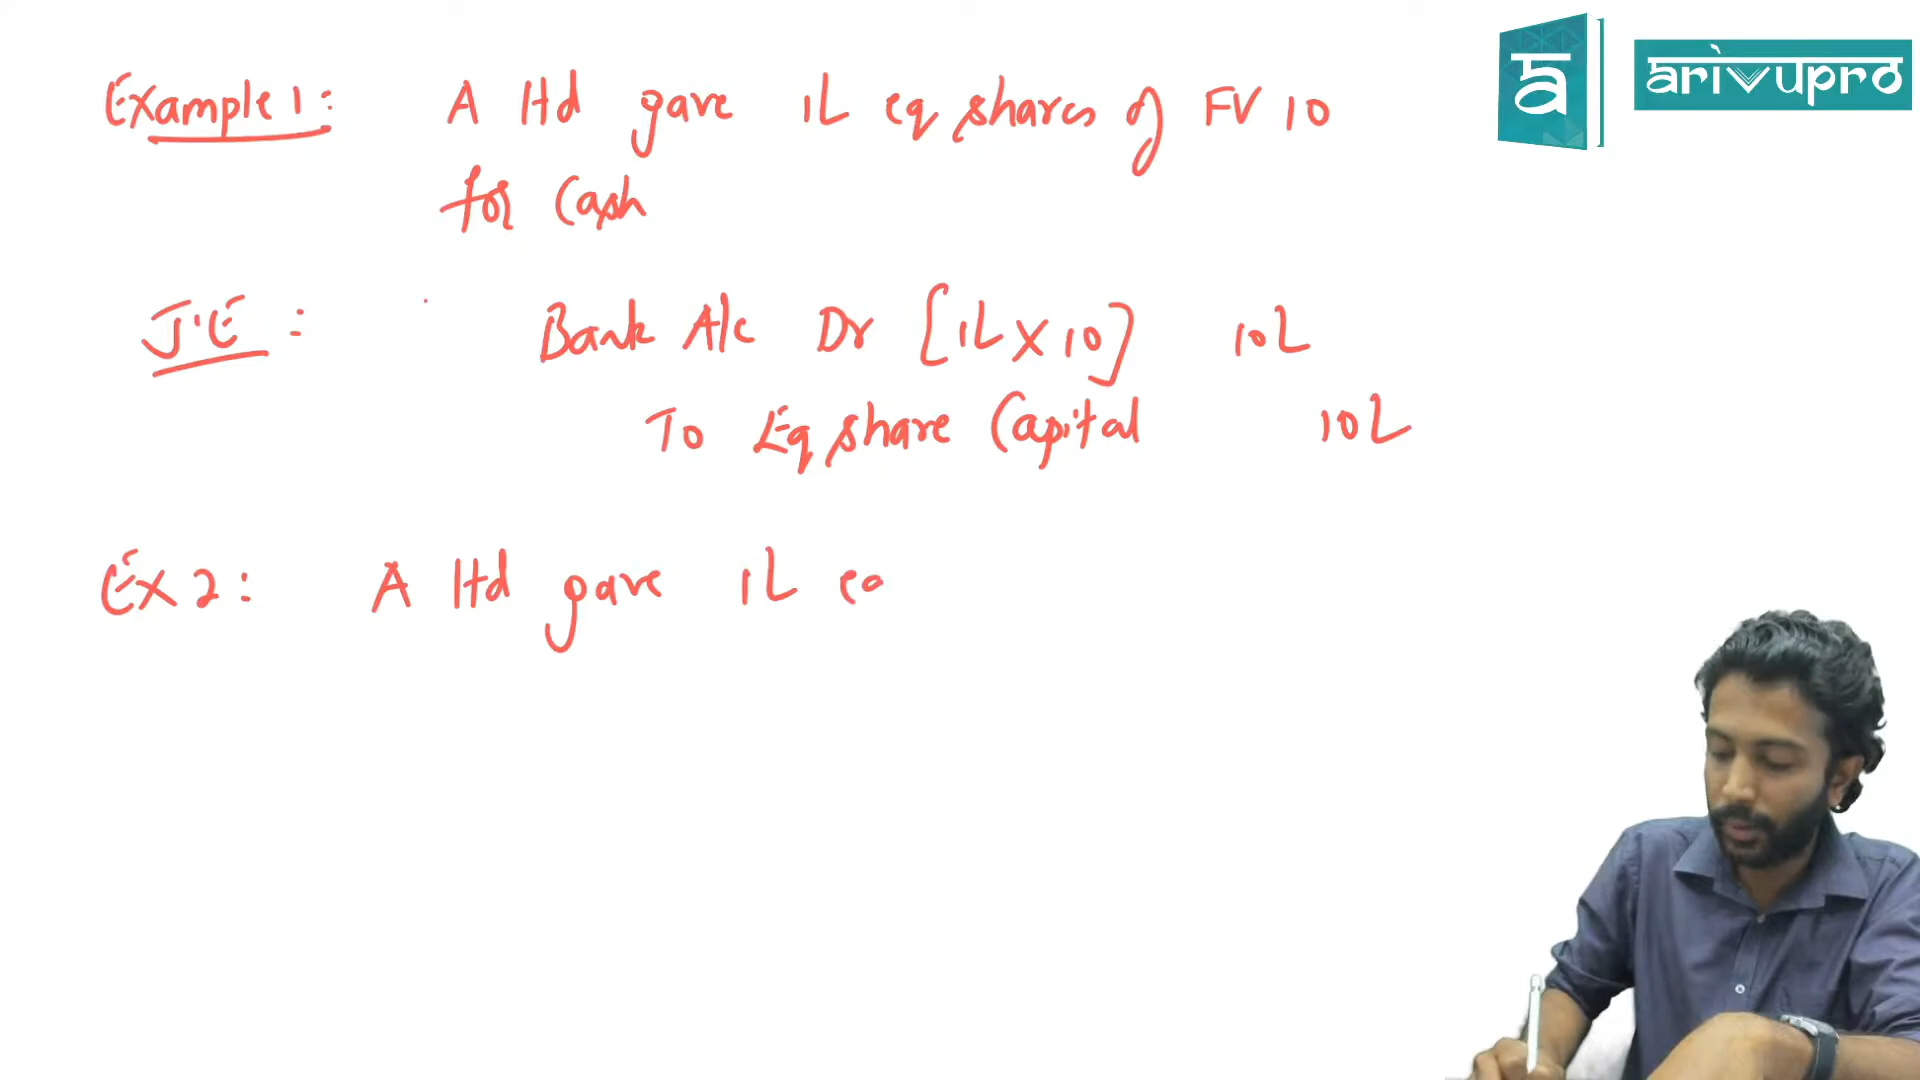 Example 1: A ltd gave 1L eq shares of FV 10
for Cash
J.E: Bank A/c Dr [1L X 10] 10L
To Eq share Capital 10L
EX 2: A ltd gave 1L
a arivupro